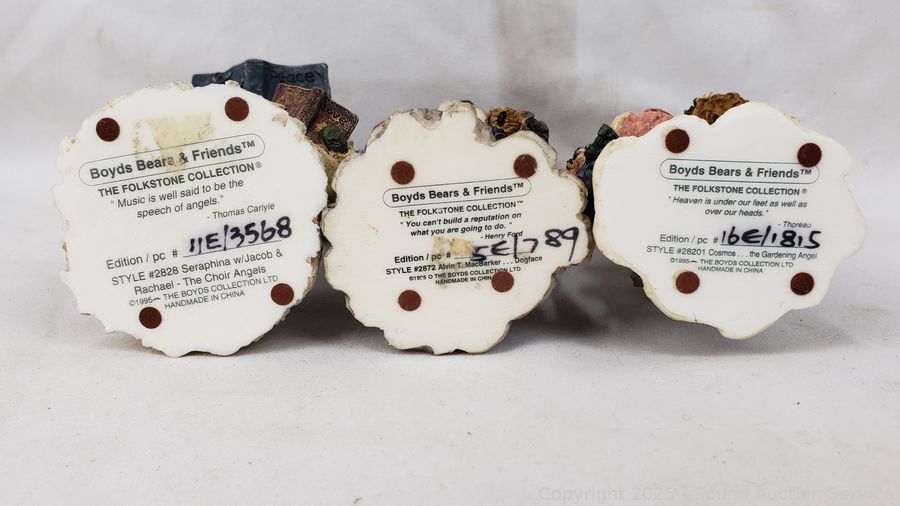 Peace
Boyds Bears & Friends™
THE FOLKSTONE COLLECTION®
" Music is well said to be the
speech of angels."
- Thomas Carlyle
Edition / pc # 11E/3568
STYLE #2828 Seraphina w/Jacob &
Rachael - The Choir Angels
©1995 THE BOYDS COLLECTION LTD
HANDMADE IN CHINA
Boyds Bears & Friends™
THE FOLKSTONE COLLECTION™
" You can't build a reputation on
what you are going to do. "
- Henry Ford
Edition / pc # 5E/789
STYLE #2872 Alvin T. MacBarker . . . Dogface
THE BOYDS COLLECTION LTD
HANDMADE IN CHINA
Boyds Bears & Friends™
THE FOLKSTONE COLLECTION®
" Heaven is under our feet as well as
over our heads."
- Thoreau
Edition / pc # 16E/1815
STYLE #28201 Cosmos . . . the Gardening Angel
©1995 THE BOYDS COLLECTION LTD
HANDMADE IN CHINA
Copyright 2025 - Sound Auction Service